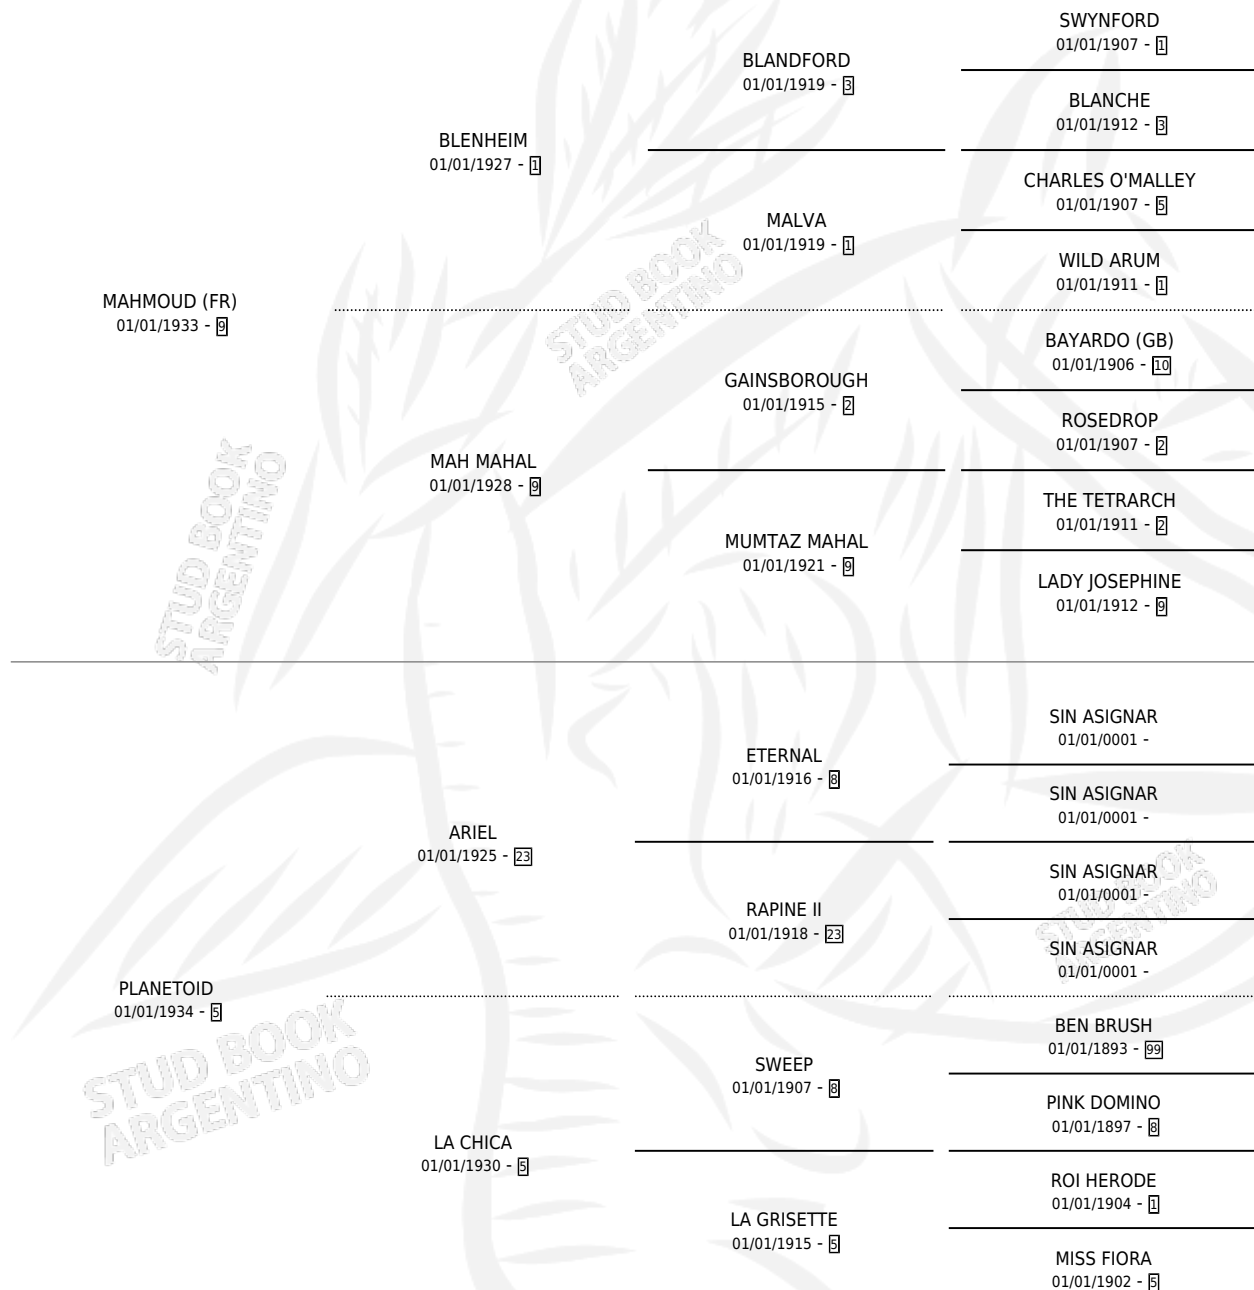 SWYNFORD
01/01/1907 - 1
BLANDFORD
01/01/1919 - 3
BLANCHE
01/01/1912 - 3
BLENHEIM
01/01/1927 - 1
CHARLES O'MALLEY
01/01/1907 - 5
MALVA
01/01/1919 - 1
WILD ARUM
01/01/1911 - 1
MAHMOUD (FR)
01/01/1933 - 9
BAYARDO (GB)
01/01/1906 - 10
GAINSBOROUGH
01/01/1915 - 2
ROSEDROP
01/01/1907 - 2
MAH MAHAL
01/01/1928 - 9
THE TETRARCH
01/01/1911 - 2
MUMTAZ MAHAL
01/01/1921 - 9
LADY JOSEPHINE
01/01/1912 - 9
STUD BOOK
ARGENTINO
STUD BOOK
ARGENTINO
SIN ASIGNAR
01/01/0001 -
ETERNAL
01/01/1916 - 8
SIN ASIGNAR
01/01/0001 -
ARIEL
01/01/1925 - 23
SIN ASIGNAR
01/01/0001 -
RAPINE II
01/01/1918 - 23
SIN ASIGNAR
01/01/0001 -
STUD BOOK
ARGENTINO
PLANETOID
01/01/1934 - 5
BEN BRUSH
01/01/1893 - 99
SWEEP
01/01/1907 - 8
PINK DOMINO
01/01/1897 - 8
STUD BOOK
ARGENTINO
LA CHICA
01/01/1930 - 5
ROI HERODE
01/01/1904 - 1
LA GRISETTE
01/01/1915 - 5
MISS FIORA
01/01/1902 - 5